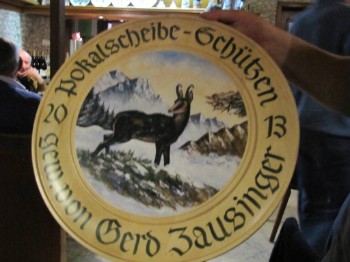 Pokalscheibe-Schützen
20 13
Gew. von Gerd Zausinger